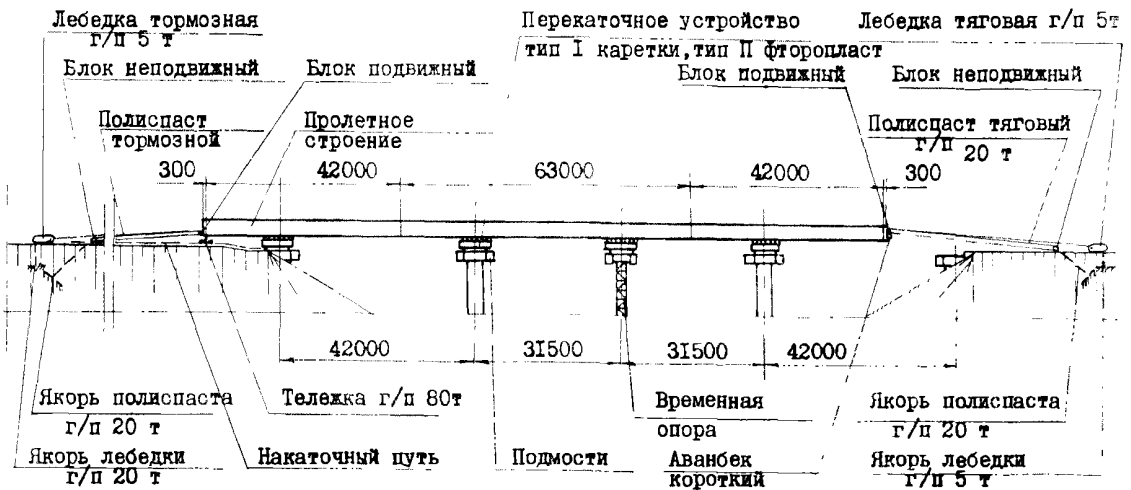 Лебедка тормозная
г/п 5 т
Перекаточное устройство
тип I каретки, тип П фторопласт
Лебедка тяговая г/п 5т
Блок неподвижный
Блок подвижный
Блок подвижный
Блок неподвижный
Полиспаст
тормозной
Пролетное
строение
Полиспаст тяговый
г/п 20 т
300
42000
63000
42000
300
42000
31500
31500
42000
Якорь полиспаста
г/п 20 т
Тележка г/п 80т
Временная
опора
Якорь полиспаста
г/п 20 т
Якорь лебедки
г/п 20 т
Накаточный путь
Подмости
Аванбек
короткий
Якорь лебедки
г/п 5 т